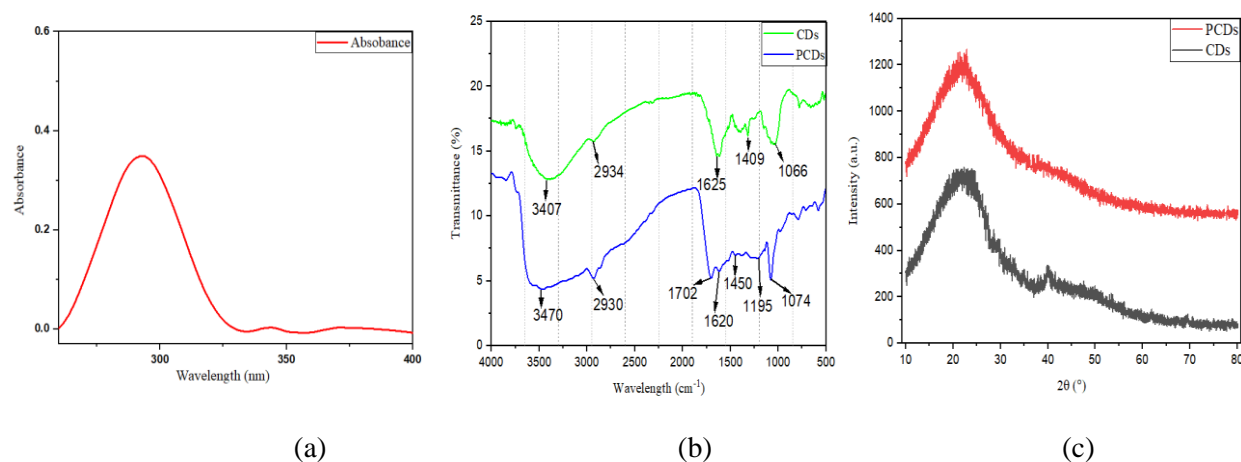 0.6
0.4
0.2
0.0
Absorbance
Absobance
300
350
400
Wavelength (nm)
(a)
25
20
15
10
5
0
Transmittance (%)
CDs
PCDs
2934
3407
1625
1409
1066
3470
2930
1702
1620
1450
1195
1074
4000 3500 3000 2500 2000 1500 1000 500
Wavelength (cm-1)
(b)
1400
1200
1000
800
600
400
200
0
Intensity (a.u.)
PCDs
CDs
10 20 30 40 50 60 70 80
2θ (°)
(c)